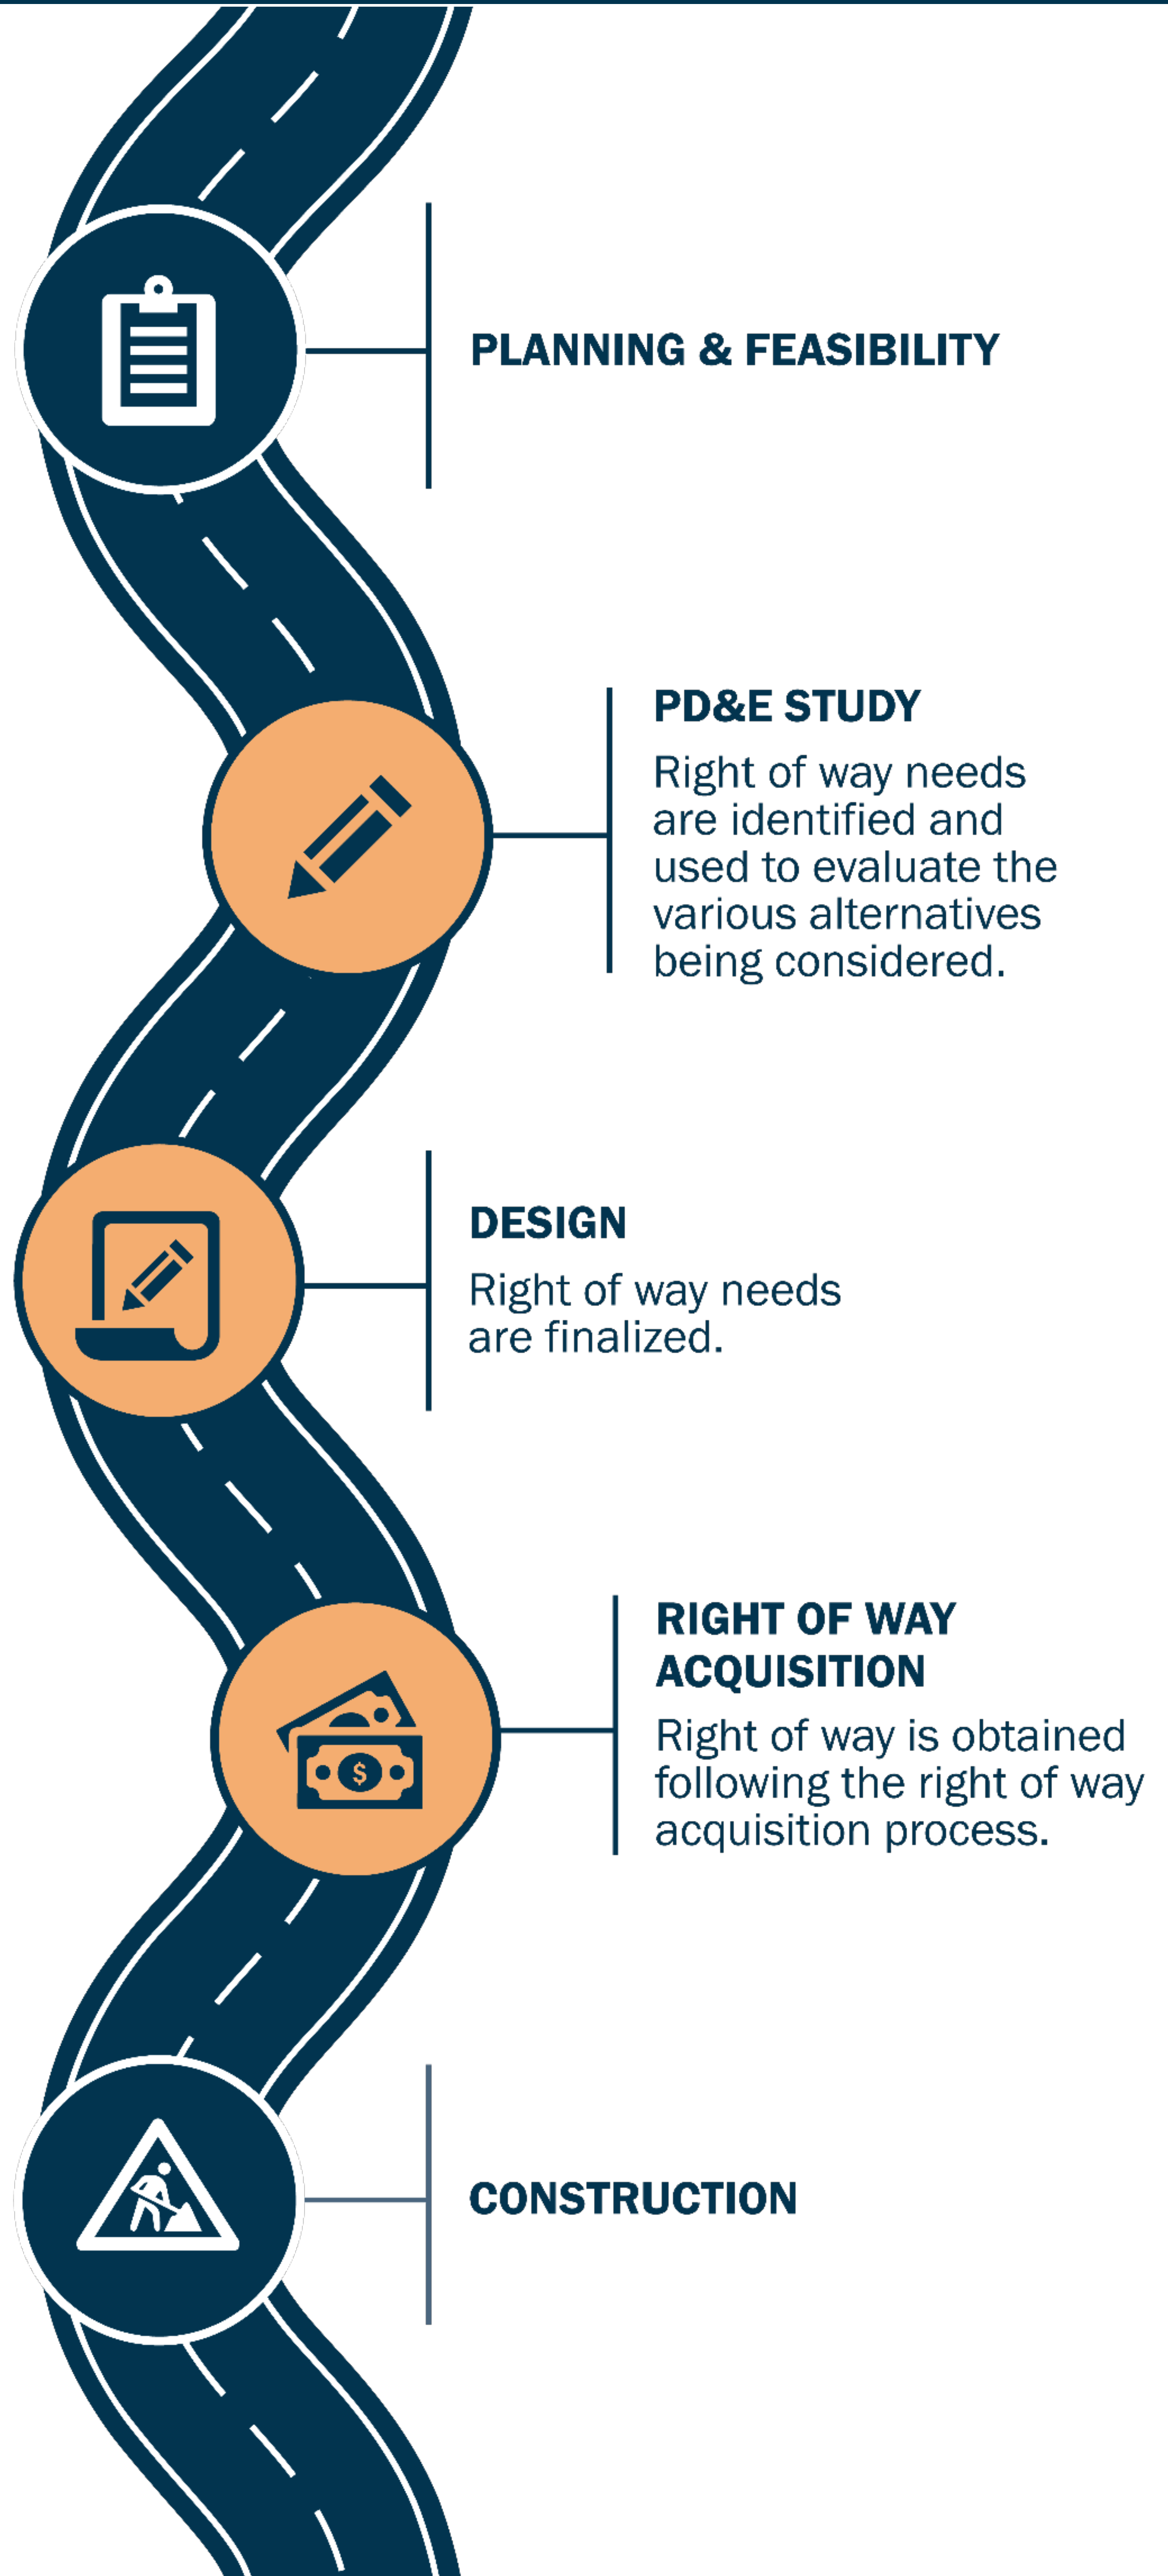 PLANNING & FEASIBILITY
PD&E STUDY
Right of way needs
are identified and
used to evaluate the
various alternatives
being considered.
DESIGN
Right of way needs
are finalized.
RIGHT OF WAY
ACQUISITION
Right of way is obtained
following the right of way
acquisition process.
$
CONSTRUCTION